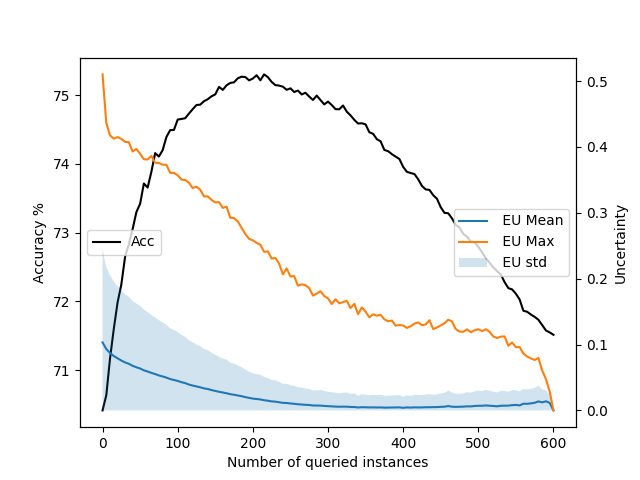 75
74
73
72
71
Accuracy %
0.5
0.4
0.3
0.2
0.1
0.0
Uncertainty
Acc
EU Mean
EU Max
EU std
0 100 200 300 400 500 600
Number of queried instances